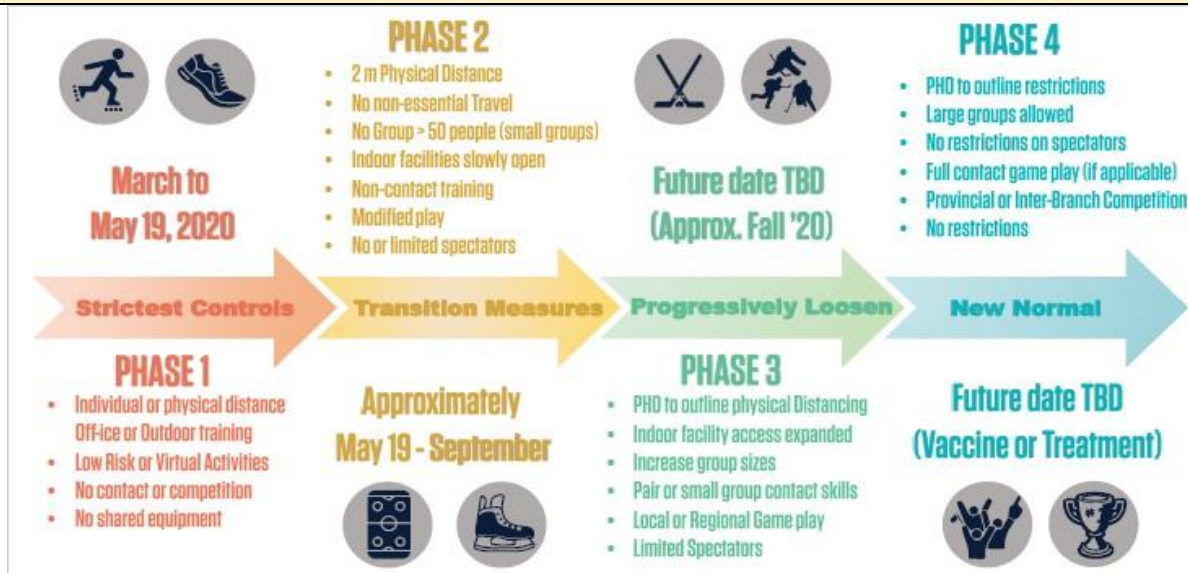 March to
May 19, 2020
Strictest Controls
PHASE 1
• Individual or physical distance
Off-ice or Outdoor training
• Low Risk or Virtual Activities
• No contact or competition
• No shared equipment
PHASE 2
• 2 m Physical Distance
• No non-essential Travel
• No Group > 50 people (small groups)
• Indoor facilities slowly open
• Non-contact training
• Modified play
• No or limited spectators
Transition Measures
Approximately
May 19 - September
Future date TBD
(Approx. Fall '20)
Progressively Loosen
PHASE 3
• PHO to outline physical Distancing
• Indoor facility access expanded
• Increase group sizes
• Pair or small group contact skills
• Local or Regional Game play
• Limited Spectators
PHASE 4
• PHO to outline restrictions
• Large groups allowed
• No restrictions on spectators
• Full contact game play (if applicable)
• Provincial or Inter-Branch Competition
• No restrictions
New Normal
Future date TBD
(Vaccine or Treatment)